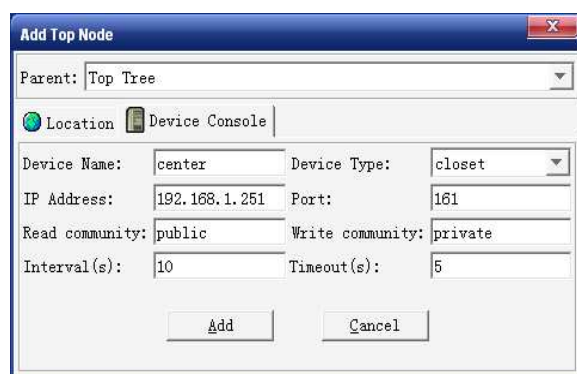 Add Top Node
Parent: Top Tree
Location Device Console
Device Name: center Device Type: closet
IP Address: 192.168.1.251 Port: 161
Read community: public Write community: private
Interval(s): 10 Timeout(s): 5
Add Cancel